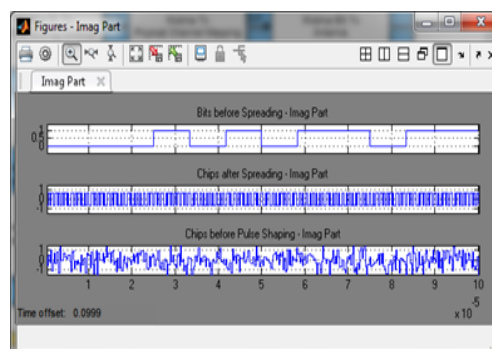 Figures - Imag Part
Imag Part
Bits before Spreading - Imag Part
0.5
0
Chips after Spreading - Imag Part
1
0
-1
Chips before Pulse Shaping - Imag Part
1
0
-1
1 2 3 4 5 6 7 8 9 10
Time offset: 0.0999
x 10
-5